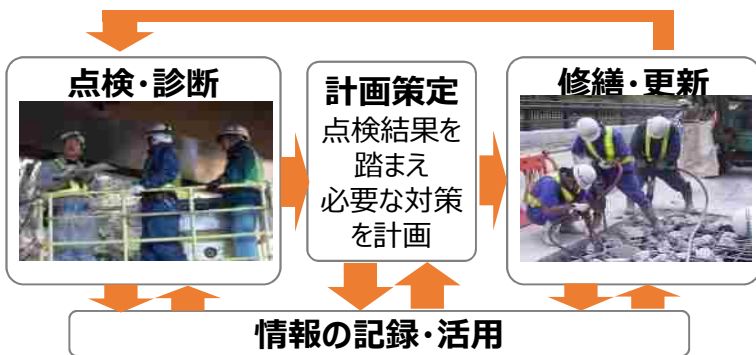 点検・診断
計画策定
点検結果を
踏まえ
必要な対策
を計画
修繕・更新
情報の記録・活用